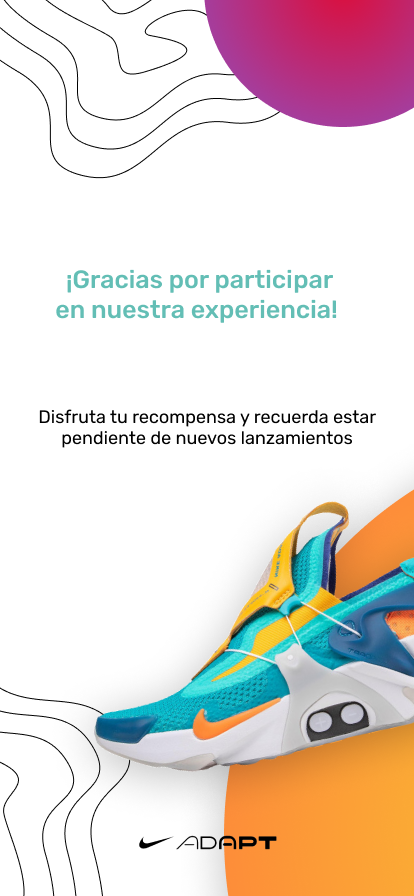 ¡Gracias por participar
en nuestra experiencia!
Disfruta tu recompensa y recuerda estar
pendiente de nuevos lanzamientos
ADAPT